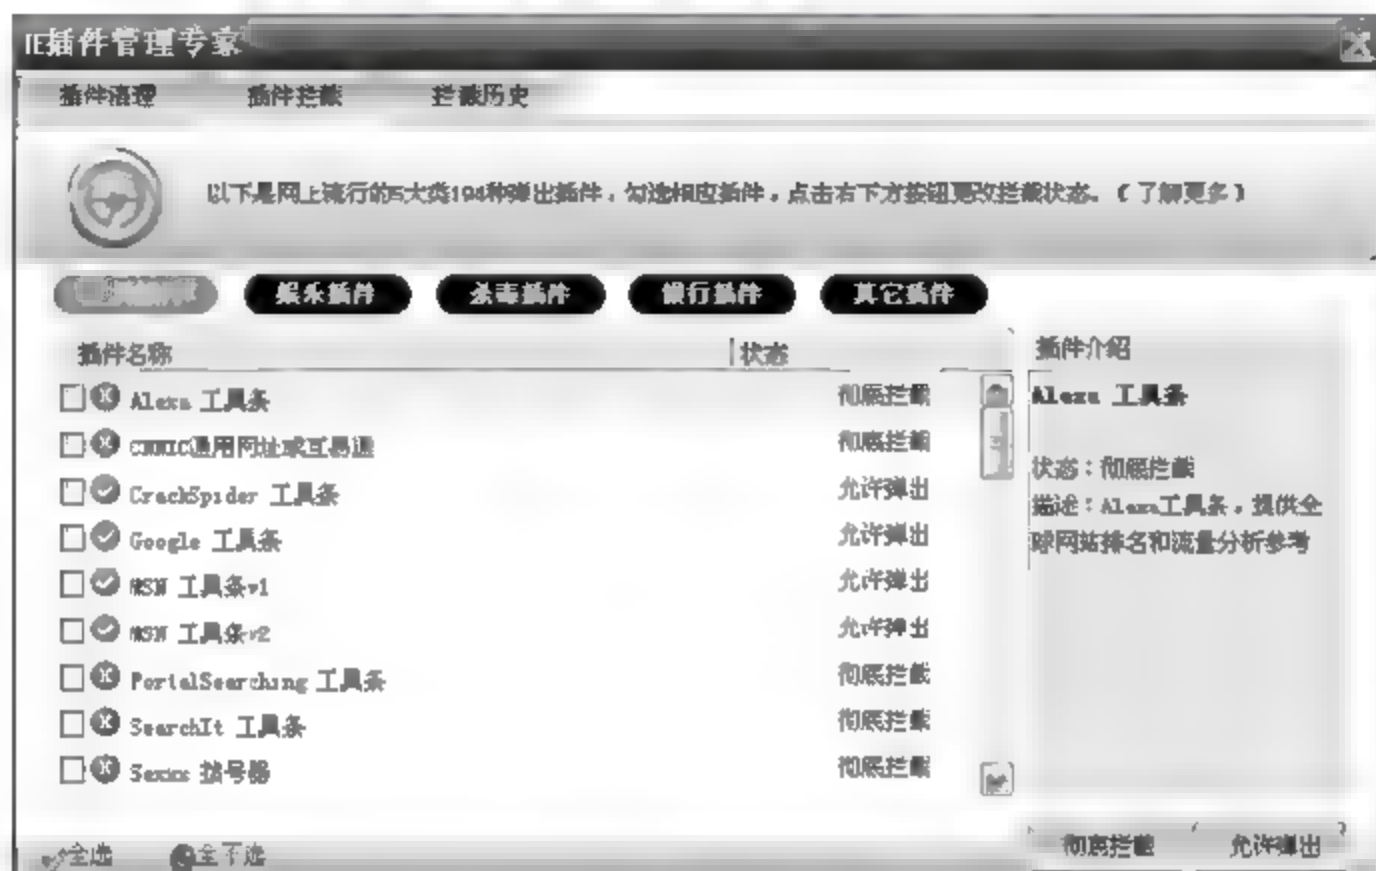 IE插件管理专家
插件清理 插件拦截 拦截历史
以下是网上流行的5大类194种弹出插件，勾选相应插件，点击右下方按钮更改拦截状态。（了解更多）
娱乐插件 杀毒插件 银行插件 其它插件
插件名称 状态 插件介绍
Alexa 工具条 彻底拦截
CNNIC通用网址或互易通 彻底拦截
CrackSpider 工具条 允许弹出
Google 工具条 允许弹出
MSN 工具条v1 允许弹出
MSN 工具条v2 允许弹出
PortalSearching 工具条 彻底拦截
SearchIt 工具条 彻底拦截
拨号器 彻底拦截
Alexa 工具条
状态：彻底拦截
描述：Alexa工具条，提供全
球网站排名和流量分析参考
全选 全不选 彻底拦截 允许弹出